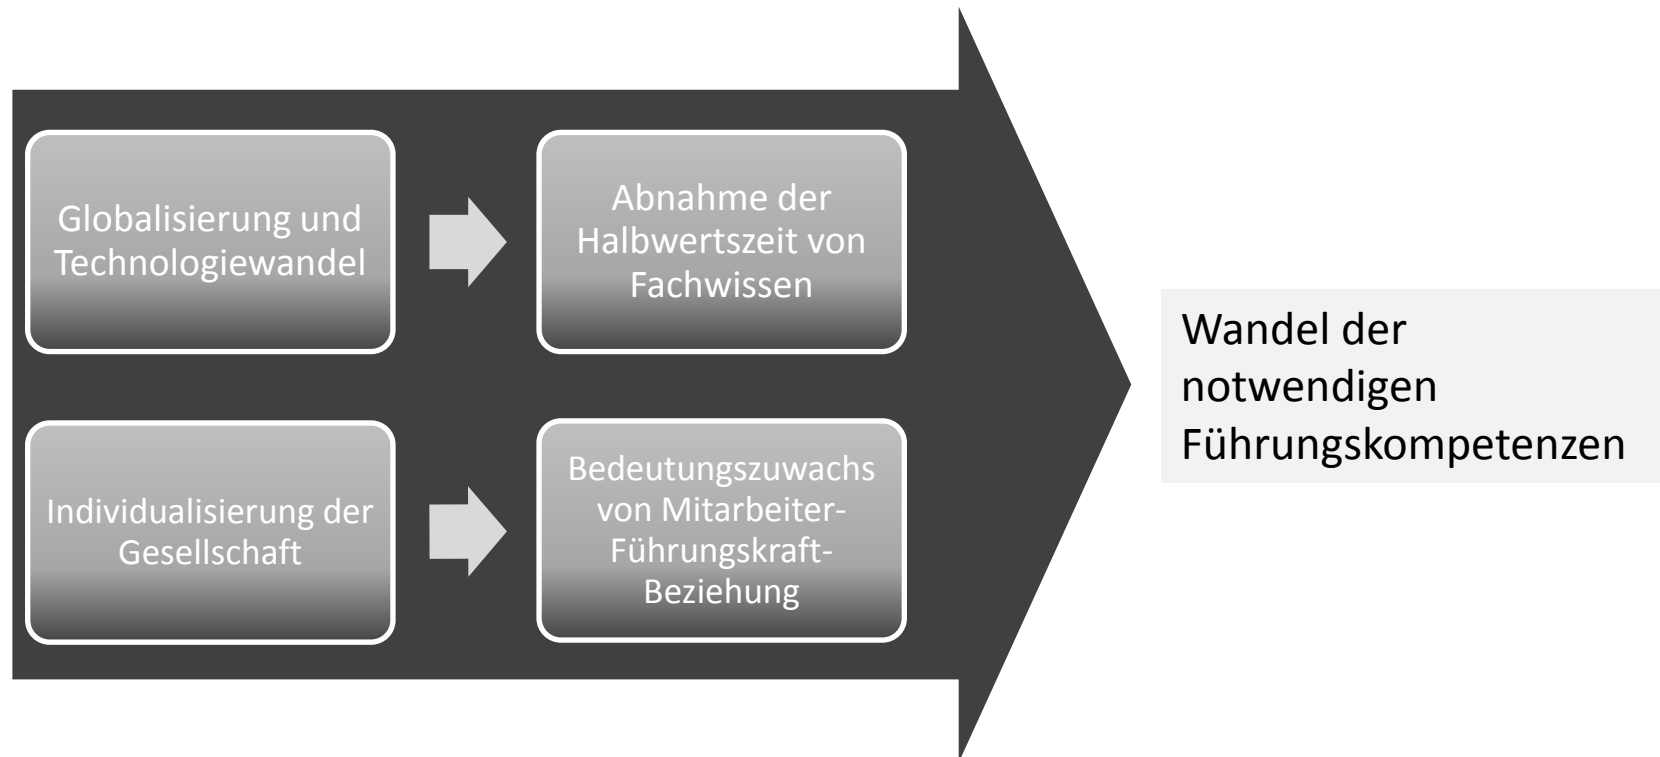 Globalisierung und
Technologiewandel
Abnahme der
Halbwertszeit von
Fachwissen
Individualisierung der
Gesellschaft
Bedeutungszuwachs
von Mitarbeiter-
Führungskraft-
Beziehung
Wandel der
notwendigen
Führungskompetenzen